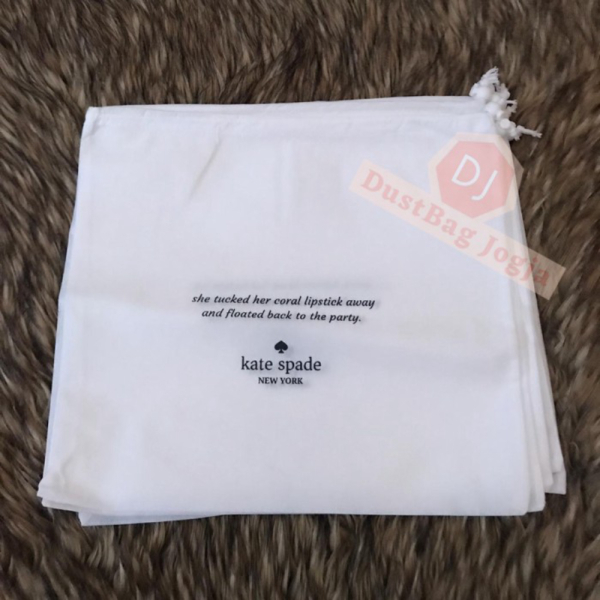 DJ
DustBag Jogja
she tucked her coral lipstick away
and floated back to the party.
kate spade
NEW YORK